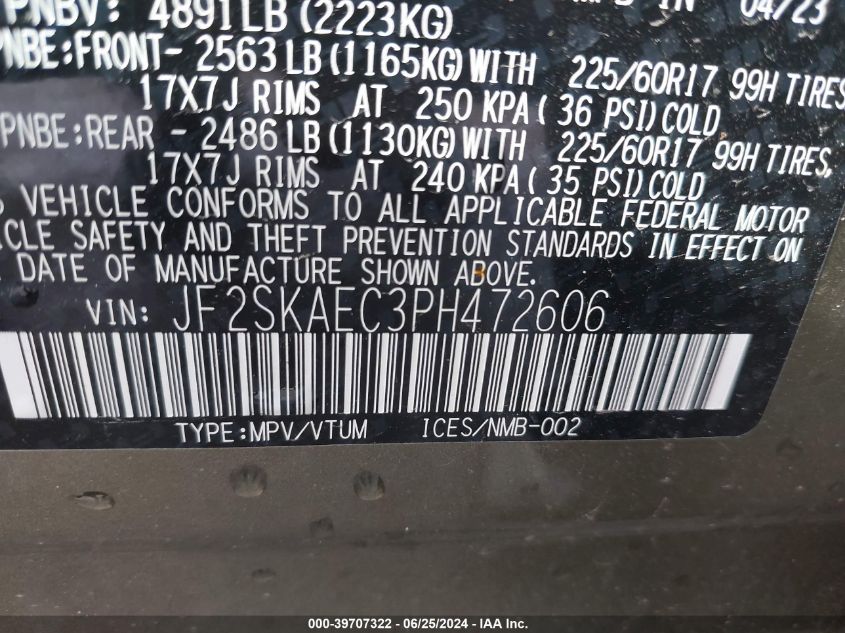 PNBV: 4891 LB (2223KG) IN 04/23
PNBE:FRONT- 2563 LB (1165KG) WITH 225/60R17 99H TIRES
17X7J RIMS AT 250 KPA ( 36 PSI) COLD
PNBE:REAR - 2486 LB (1130KG) WITH 225/60R17 99H TIRES,
17X7J RIMS AT 240 KPA ( 35 PSI) COLD
VEHICLE CONFORMS TO ALL APPLICABLE FEDERAL MOTOR
CLE SAFETY AND THEFT PREVENTION STANDARDS IN EFFECT ON
DATE OF MANUFACTURE SHOWN ABOVE.
VIN: JF2SKAEC3PH472606
TYPE:MPV/VTUM ICES/NMB-002
000-39707322 - 06/25/2024 - IAA Inc.